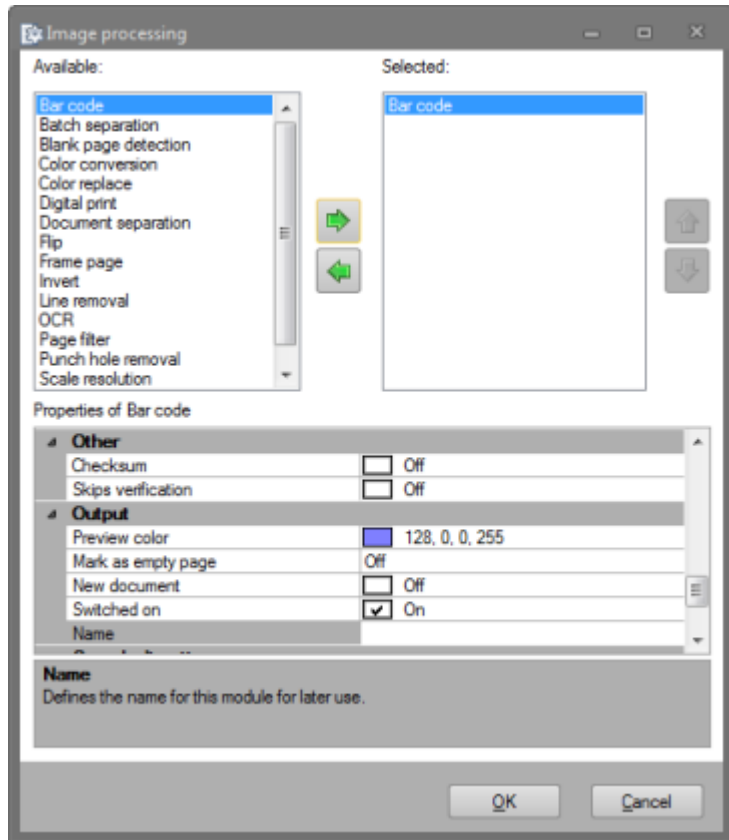 Image processing
Available:
Selected:
Bar code
Batch separation
Blank page detection
Color conversion
Color replace
Digital print
Document separation
Flip
Frame page
Invert
Line removal
OCR
Page filter
Punch hole removal
Scale resolution
Bar code
Properties of Bar code
Other
Checksum Off
Skips verification Off
Output
Preview color 128, 0, 0, 255
Mark as empty page Off
New document Off
Switched on On
Name
Name
Defines the name for this module for later use.
OK Cancel